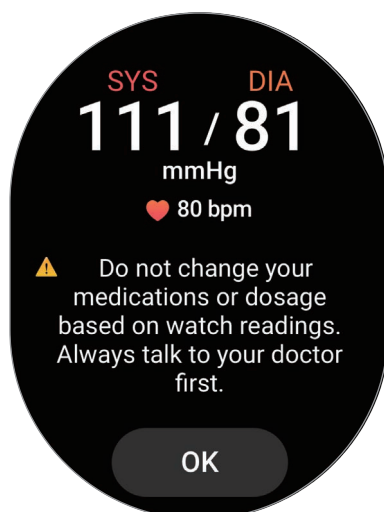 SYS DIA
111 / 81
mmHg
80 bpm
Do not change your
medications or dosage
based on watch readings.
Always talk to your doctor
first.
OK